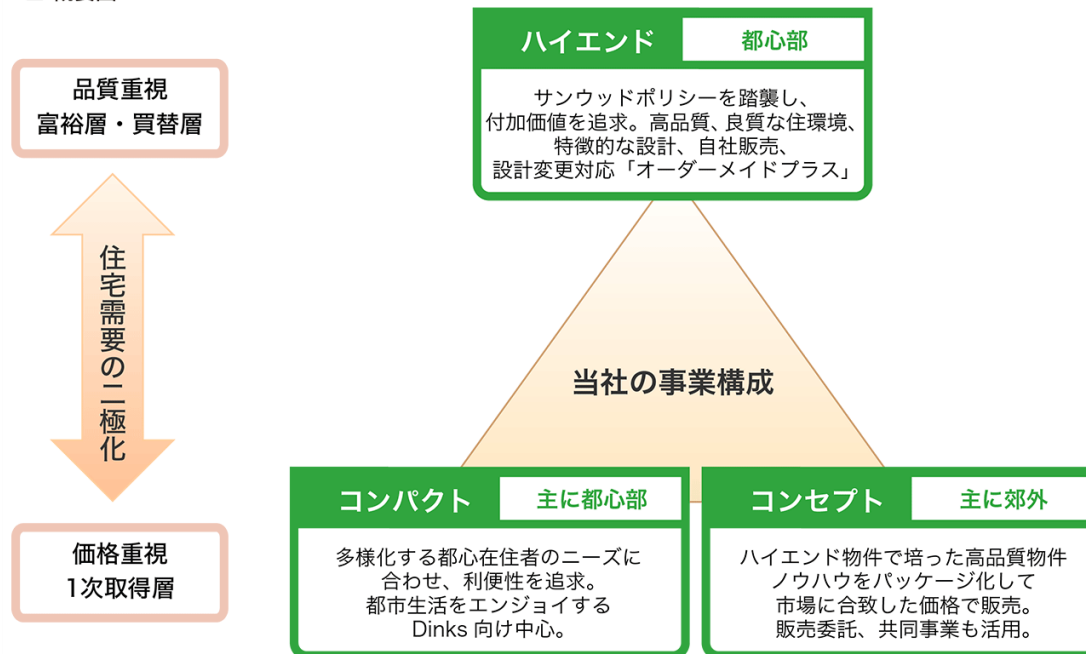 品質重視
富裕層・買替層
住宅需要の二極化
価格重視
1次取得層
ハイエンド
都心部
サンウッドポリシーを踏襲し、
付加価値を追求。高品質、良質な住環境、
特徴的な設計、自社販売、
設計変更対応「オーダーメイドプラス」
当社の事業構成
コンパクト
主に都心部
多様化する都心在住者のニーズに
合わせ、利便性を追求。
都市生活をエンジョイする
Dinks 向け中心。
コンセプト
主に郊外
ハイエンド物件で培った高品質物件
ノウハウをパッケージ化して
市場に合致した価格で販売。
販売委託、共同事業も活用。